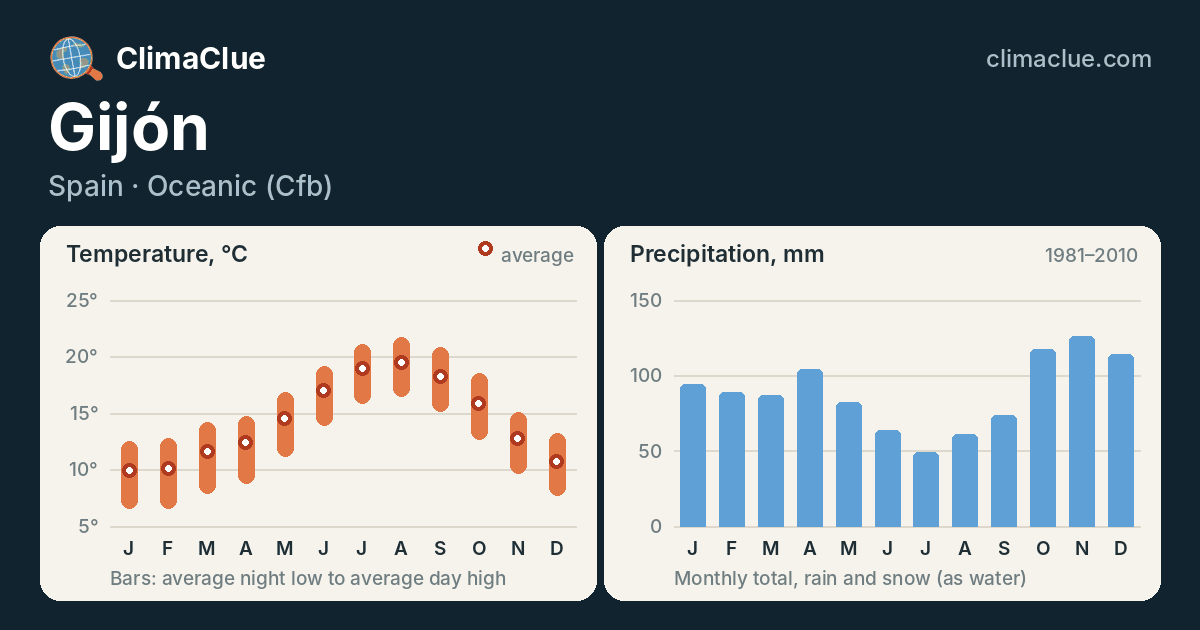 ClimaClue
climaclue.com
Gijón
Spain · Oceanic (Cfb)
Temperature, °C
average
25°
20°
15°
10°
5°
J F M A M J J A S O N D
Bars: average night low to average day high
Precipitation, mm
1981–2010
150
100
50
0
J F M A M J J A S O N D
Monthly total, rain and snow (as water)